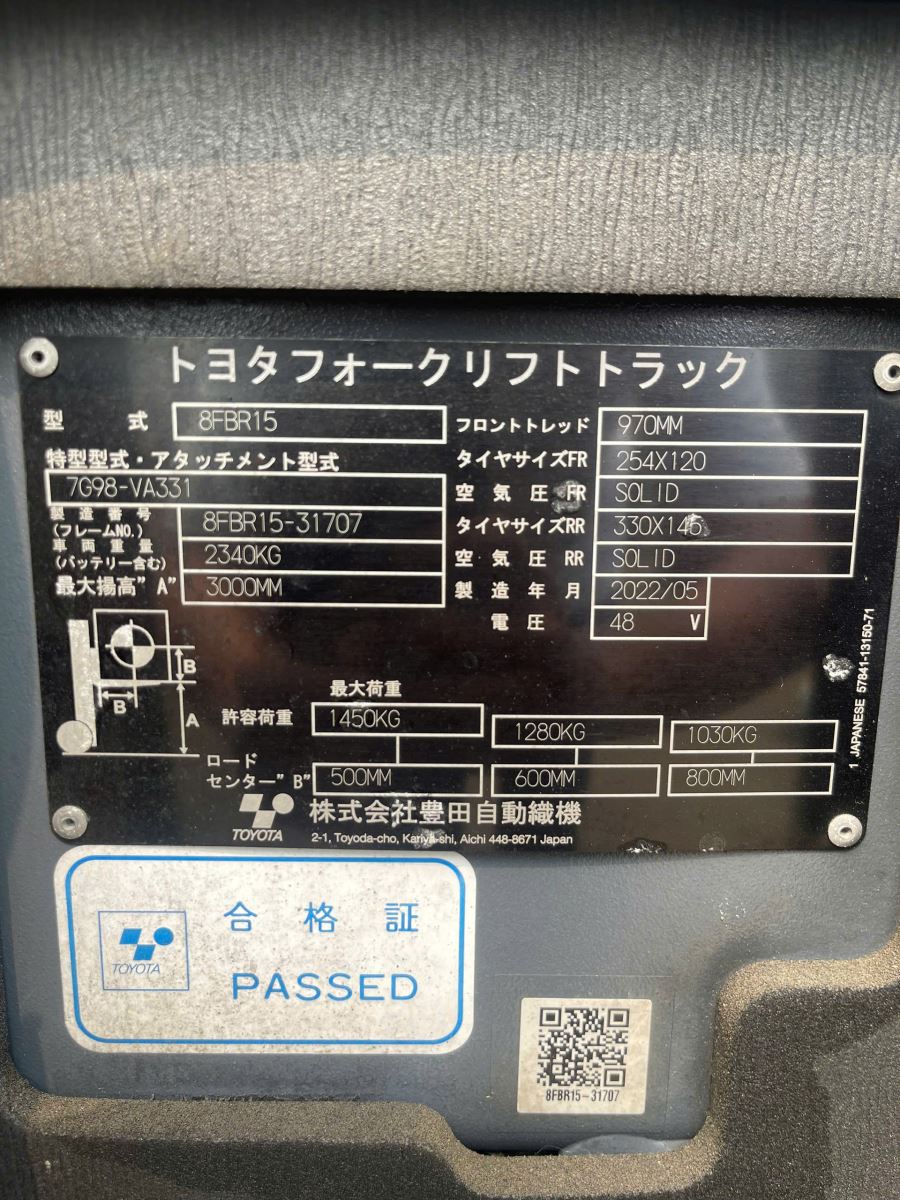 トヨタフォークリフトトラック
型 式 8FBR15
特型型式・アタッチメント型式
7G98-VA331
製造番号
(フレームNO.) 8FBR15-31707
車両重量
(バッテリー含む) 2340KG
最大揚高"A" 3000MM
フロントトレッド 970MM
タイヤサイズFR 254X120
空気圧 FR SOLID
タイヤサイズRR 330X145
空気圧 RR SOLID
製造年月 2022/05
電圧 48 V
B
B
A
最大荷重
許容荷重 1450KG 1280KG 1030KG
ロード
センター"B" 500MM 600MM 800MM
TOYOTA 株式会社豊田自動織機
2-1, Toyoda-cho, Kariya-shi, Aichi 448-8671 Japan
1 JAPANESE 57841-13150-71
合格証
TOYOTA
PASSED
8FBR15-31707